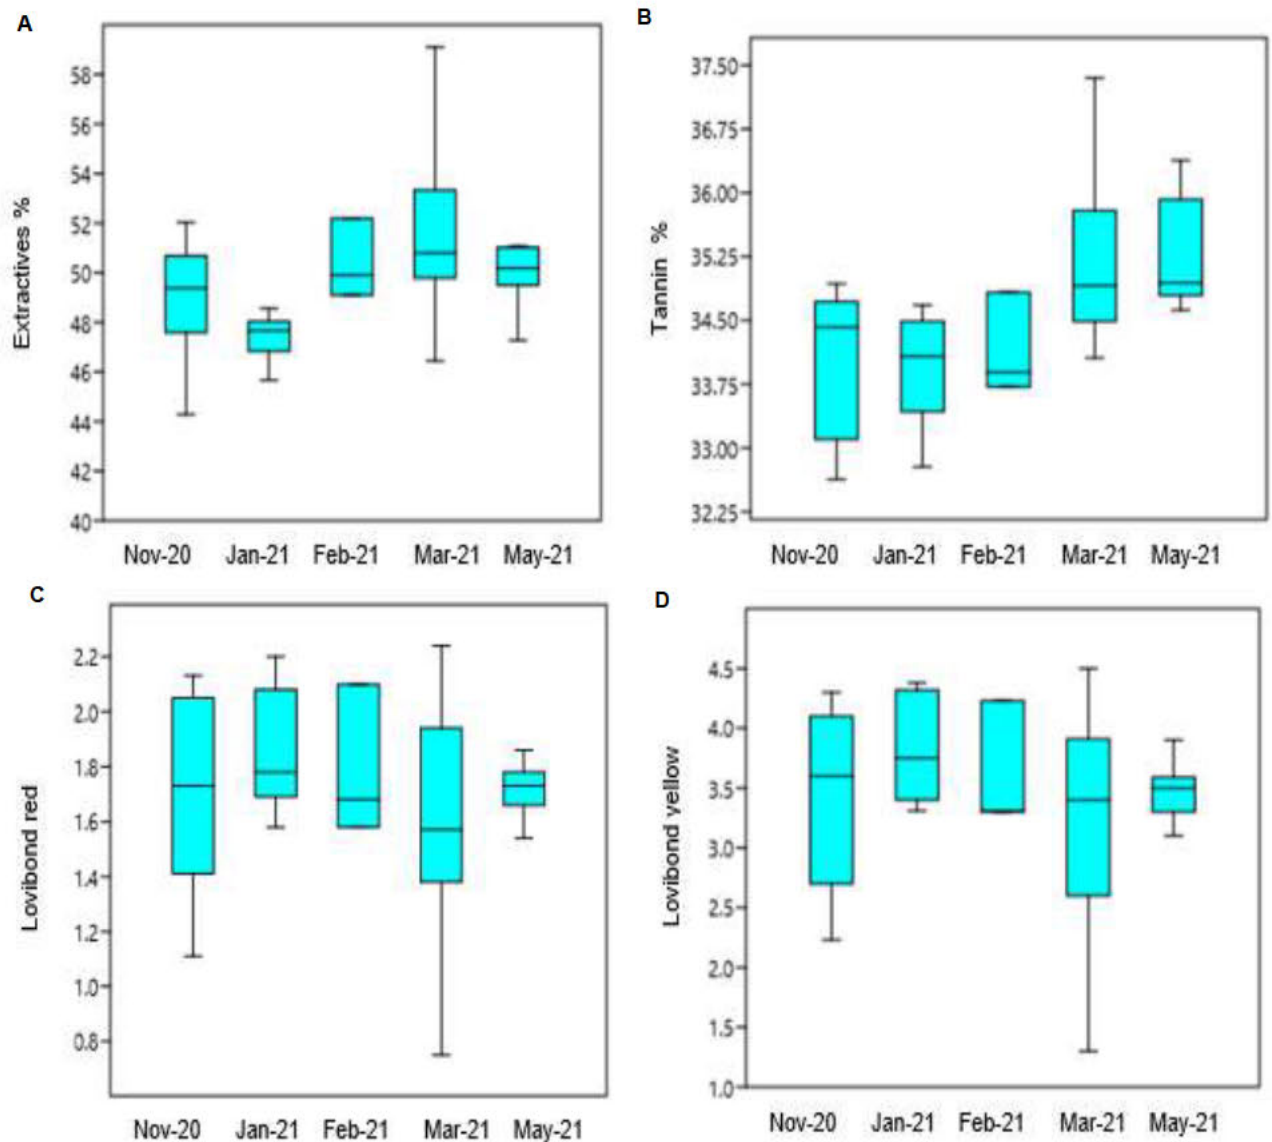 A
Extractives %
58
56
54
52
50
48
46
44
42
40
Nov-20 Jan-21 Feb-21 Mar-21 May-21
B
Tannin %
37.50
36.75
36.00
35.25
34.50
33.75
33.00
32.25
Nov-20 Jan-21 Feb-21 Mar-21 May-21
C
Lovibond red
2.2
2.0
1.8
1.6
1.4
1.2
1.0
0.8
Nov-20 Jan-21 Feb-21 Mar-21 May-21
D
Lovibond yellow
4.5
4.0
3.5
3.0
2.5
2.0
1.5
1.0
Nov-20 Jan-21 Feb-21 Mar-21 May-21